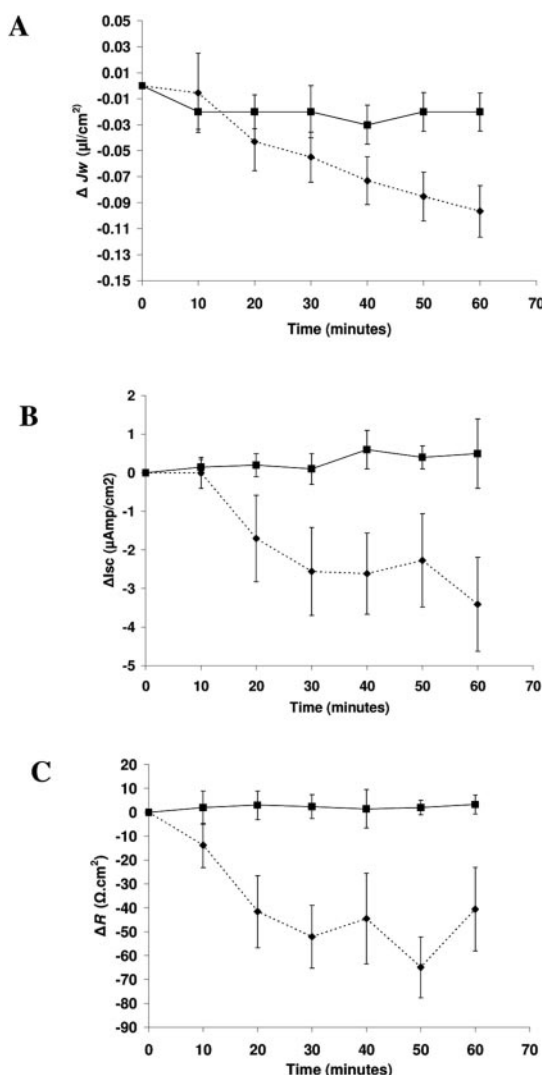 A
0.05
0.03
0.01
-0.01
-0.03
-0.05
-0.07
-0.09
-0.11
-0.13
-0.15
Δ Jw (µl/cm²)
0 10 20 30 40 50 60 70
Time (minutes)
B
2
1
0
-1
-2
-3
-4
-5
ΔIsc (µAmp/cm2)
0 10 20 30 40 50 60 70
Time (minutes)
C
20
10
0
-10
-20
-30
-40
-50
-60
-70
-80
-90
ΔR (Ω.cm²)
0 10 20 30 40 50 60 70
Time (minutes)